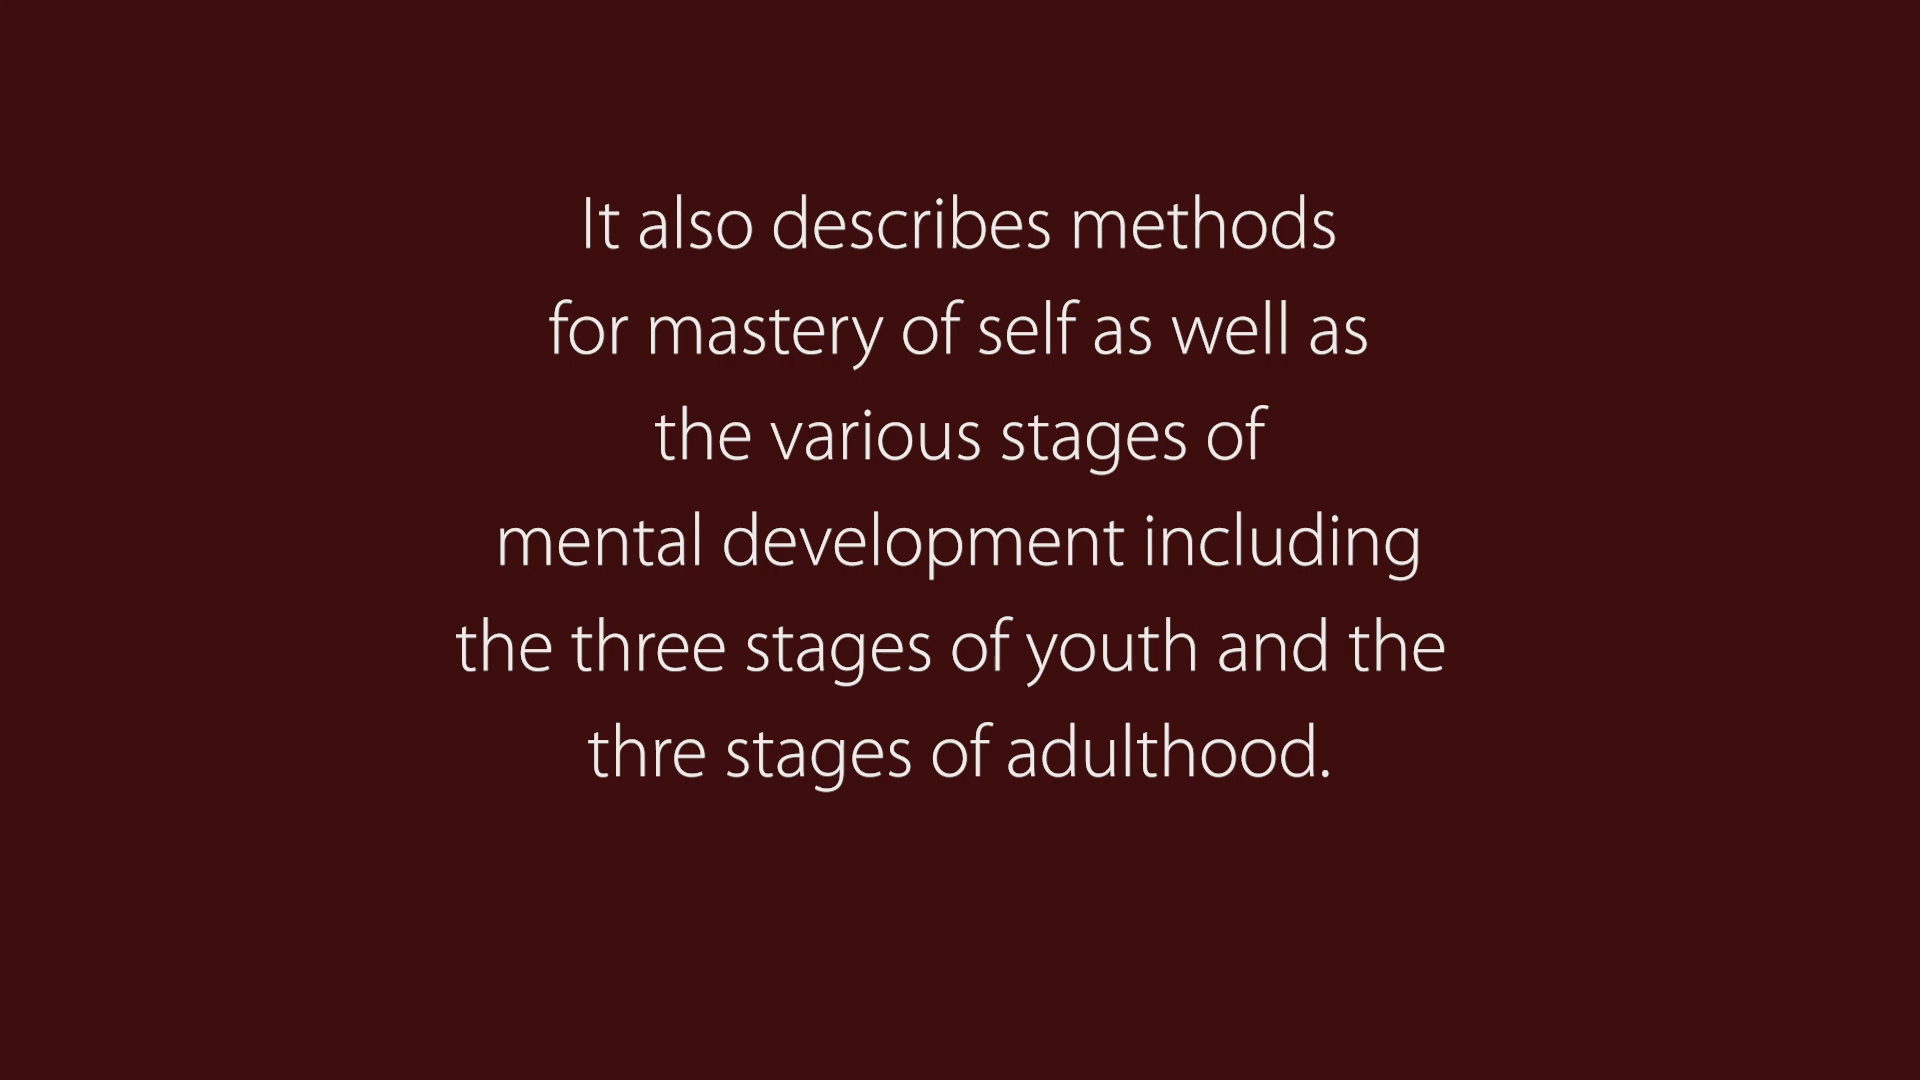 It also describes methods
for mastery of self as well as
the various stages of
mental development including
the three stages of youth and the
thre stages of adulthood.